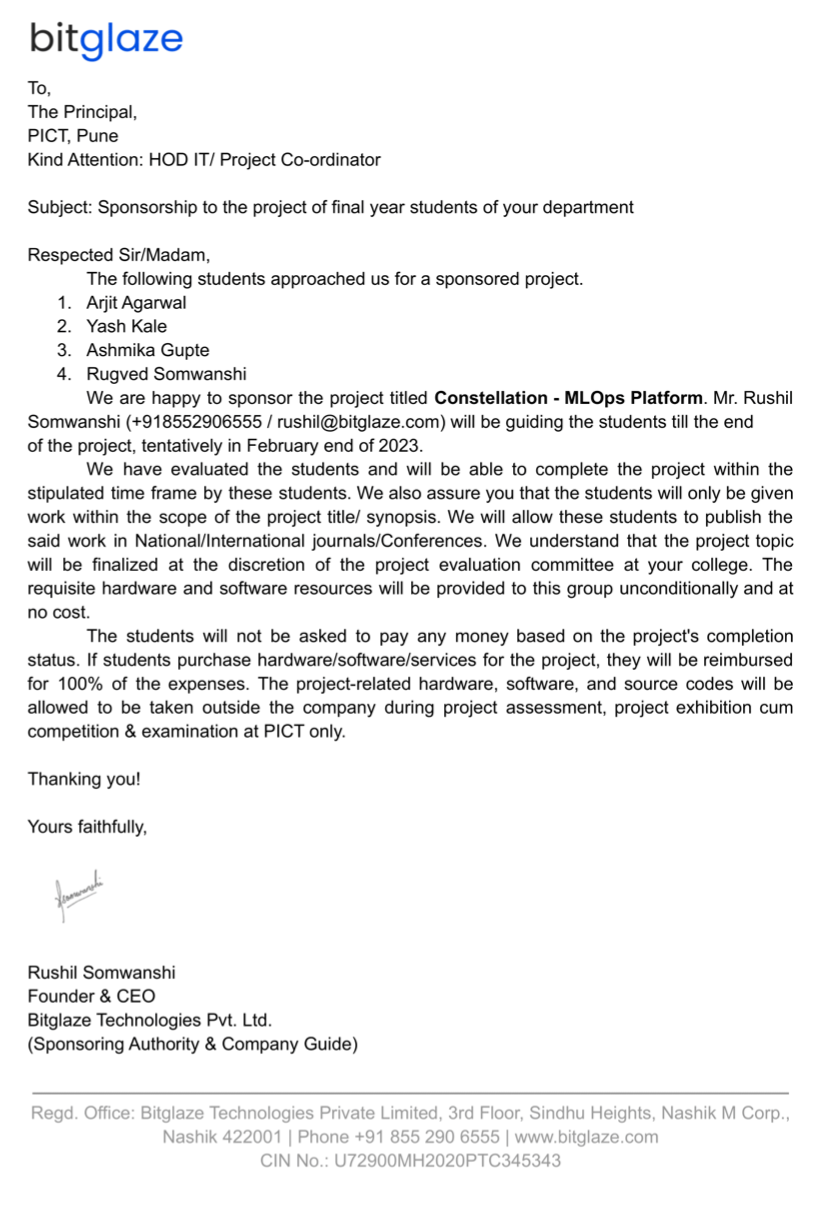 bitglaze
To,
The Principal,
PICT, Pune
Kind Attention: HOD IT/ Project Co-ordinator
Subject: Sponsorship to the project of final year students of your department
Respected Sir/Madam,
The following students approached us for a sponsored project.
1. Arjit Agarwal
2. Yash Kale
3. Ashmika Gupte
4. Rugved Somwanshi
We are happy to sponsor the project titled Constellation - MLOps Platform. Mr. Rushil
Somwanshi (+918552906555 / rushil@bitglaze.com) will be guiding the students till the end
of the project, tentatively in February end of 2023.
We have evaluated the students and will be able to complete the project within the
stipulated time frame by these students. We also assure you that the students will only be given
work within the scope of the project title/ synopsis. We will allow these students to publish the
said work in National/International journals/Conferences. We understand that the project topic
will be finalized at the discretion of the project evaluation committee at your college. The
requisite hardware and software resources will be provided to this group unconditionally and at
no cost.
The students will not be asked to pay any money based on the project's completion
status. If students purchase hardware/software/services for the project, they will be reimbursed
for 100% of the expenses. The project-related hardware, software, and source codes will be
allowed to be taken outside the company during project assessment, project exhibition cum
competition & examination at PICT only.
Thanking you!
Yours faithfully,
Rushil Somwanshi
Founder & CEO
Bitglaze Technologies Pvt. Ltd.
(Sponsoring Authority & Company Guide)
Regd. Office: Bitglaze Technologies Private Limited, 3rd Floor, Sindhu Heights, Nashik M Corp.,
Nashik 422001 | Phone +91 855 290 6555 | www.bitglaze.com
CIN No.: U72900MH2020PTC345343